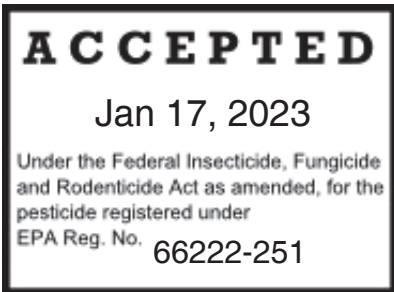 ACCEPTED
Jan 17, 2023
Under the Federal Insecticide, Fungicide
and Rodenticide Act as amended, for the
pesticide registered under
EPA Reg. No. 66222-251